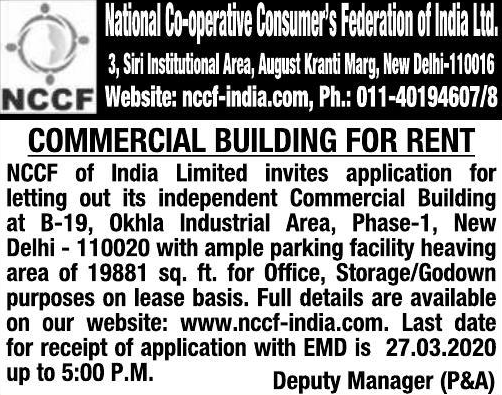 National Co-operative Consumer's Federation of India Ltd.
3, Siri Institutional Area, August Kranti Marg, New Delhi-110016
NCCF
Website: nccf-india.com, Ph.: 011-40194607/8
COMMERCIAL BUILDING FOR RENT
NCCF of India Limited invites application for
letting out its independent Commercial Building
at B-19, Okhla Industrial Area, Phase-1, New
Delhi - 110020 with ample parking facility heaving
area of 19881 sq. ft. for Office, Storage/Godown
purposes on lease basis. Full details are available
on our website: www.nccf-india.com. Last date
for receipt of application with EMD is 27.03.2020
up to 5:00 P.M.
Deputy Manager (P&A)